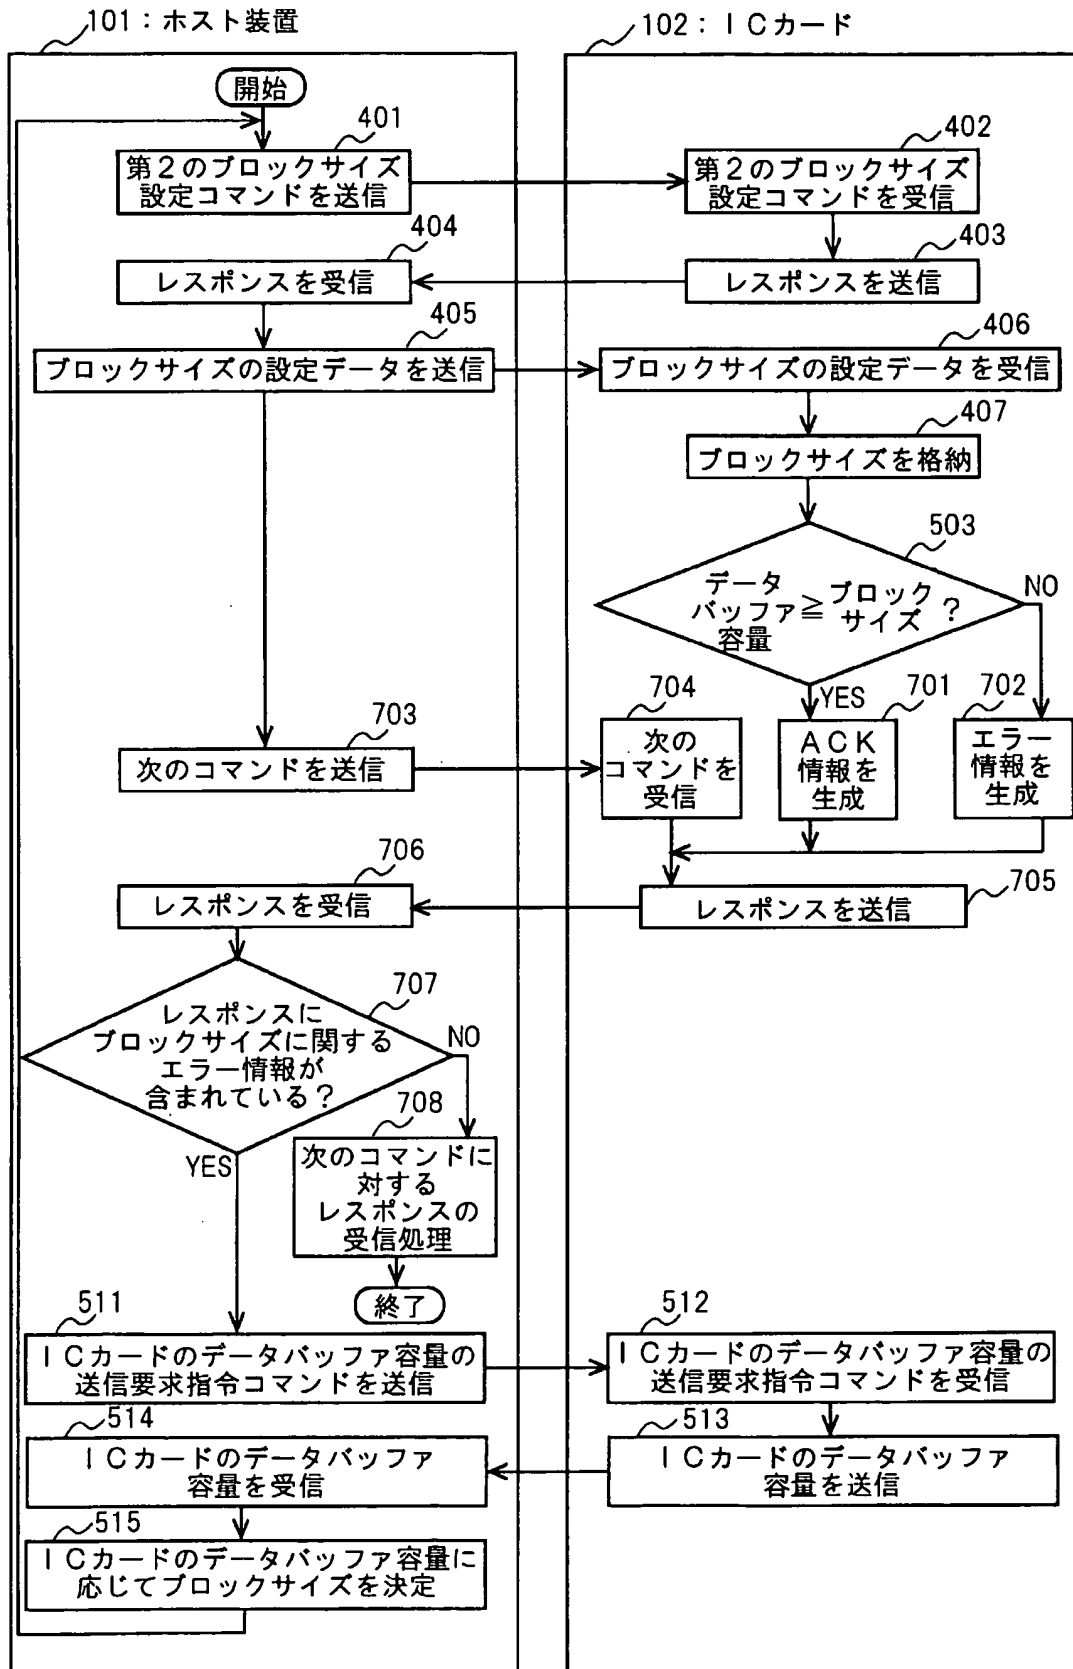 101：ホスト装置
102：ＩＣカード
開始
401
第２のブロックサイズ
設定コマンドを送信
402
第２のブロックサイズ
設定コマンドを受信
404
レスポンスを受信
403
レスポンスを送信
405
ブロックサイズの設定データを送信
406
ブロックサイズの設定データを受信
407
ブロックサイズを格納
503
データ
バッファ
容量
≧
ブロック
サイズ
？
NO
YES
703
次のコマンドを送信
704
次の
コマンドを
受信
701
ＡＣＫ
情報を
生成
702
エラー
情報を
生成
706
レスポンスを受信
705
レスポンスを送信
707
レスポンスに
ブロックサイズに関する
エラー情報が
含まれている？
NO
YES
708
次のコマンドに
対する
レスポンスの
受信処理
終了
511
ＩＣカードのデータバッファ容量の
送信要求指令コマンドを送信
512
ＩＣカードのデータバッファ容量の
送信要求指令コマンドを受信
514
ＩＣカードのデータバッファ
容量を受信
513
ＩＣカードのデータバッファ
容量を送信
515
ＩＣカードのデータバッファ容量に
応じてブロックサイズを決定